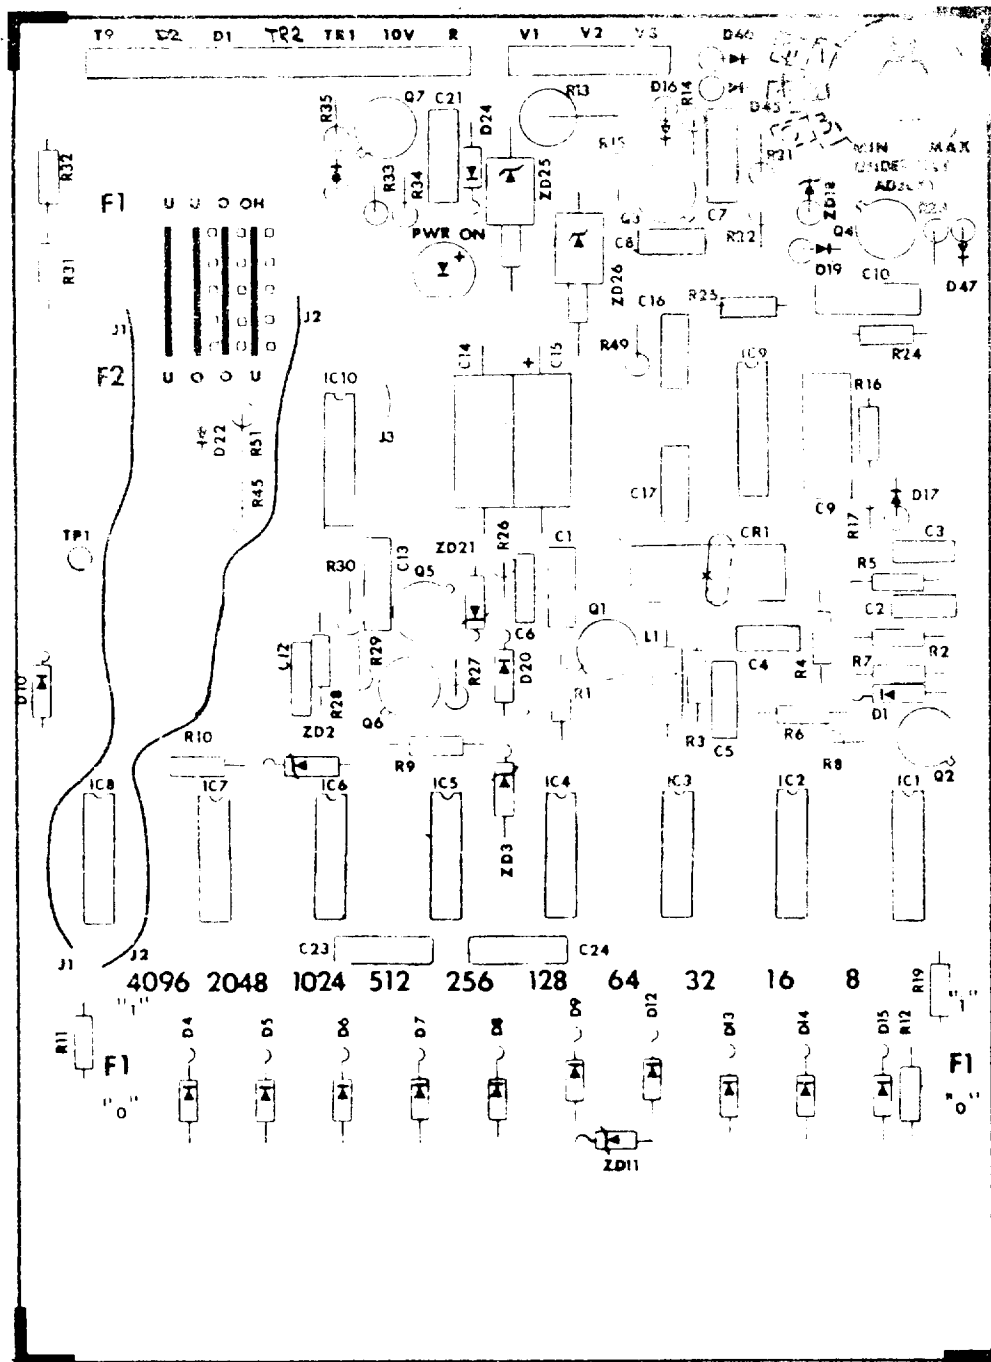 T9 D2 D1 TP2 TR1 10V R V1 V2 V3 D46
R35 Q7 C21 D24 R13 D16 R14 D45
R32 R33 R34 ZD25 R15 R21 MIN MAX
ADJUST
F1 U U O OH
PWR ON
+
Q3 C7 C8 R22 ZD18 Q4 D19 C10 D47
R31 ZD26 C16 R25
J1 J2 R49 R24
F2 U O O U
IC10 C14 + C15 IC9 R16
D22 R51 J3
R45 C17 C9 R17 D17
TP1 C13 ZD21 R26 C1 CR1 C3
R30 Q5 R5
C2
C12 R29 C6 Q1 L1 C4 R4 R7 R2
D10 R28 Q6 R27 D20 R1 D1
R10 ZD2 R9 R3 C5 R6 R8 Q2
IC8 IC7 IC6 IC5 ZD3 IC4 IC3 IC2 IC1
J1 J2 C23 C24
4096 2048 1024 512 256 128 64 32 16 8
"1" R19 "1"
R11 D4 D5 D6 D7 D8 D9 D12 D13 D14 D15 R12
F1 F1
"0" "0"
ZD11